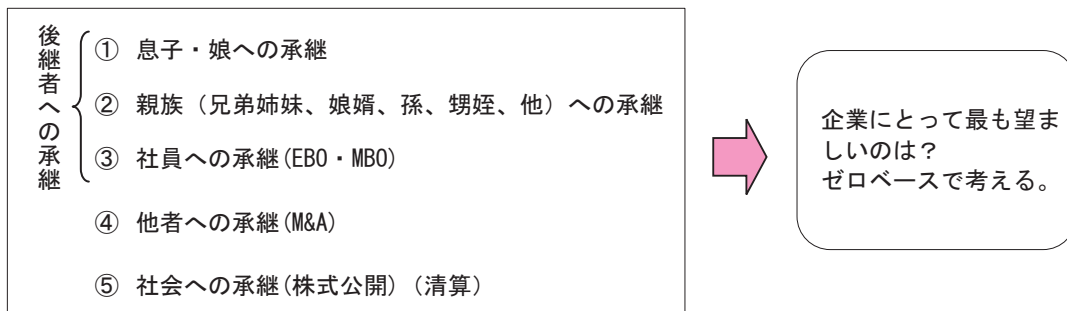 後継者への承継
① 息子・娘への承継
② 親族（兄弟姉妹、娘婿、孫、甥姪、他）への承継
③ 社員への承継(EBO・MBO)
④ 他者への承継(M&A)
⑤ 社会への承継(株式公開)（清算）
企業にとって最も望ま
しいのは？
ゼロベースで考える。